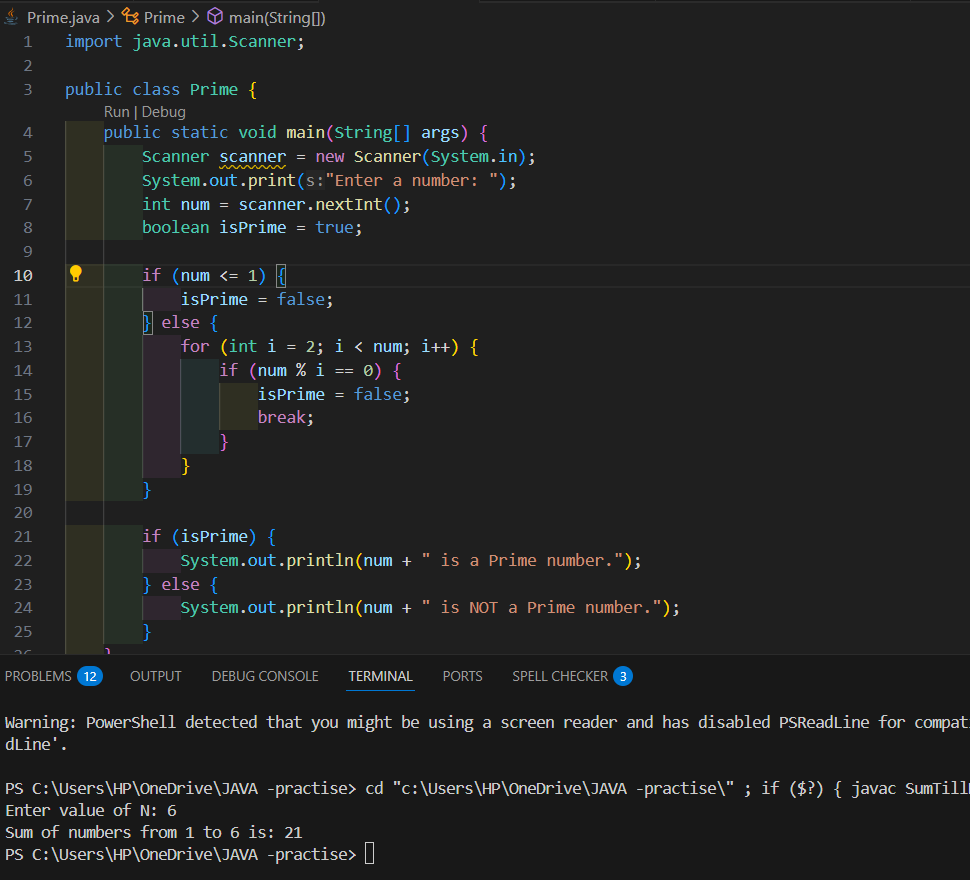 Prime.java > Prime > main(String[])
1 import java.util.Scanner;
2
3 public class Prime {
Run | Debug
4 public static void main(String[] args) {
5 Scanner scanner = new Scanner(System.in);
6 System.out.print(s:"Enter a number: ");
7 int num = scanner.nextInt();
8 boolean isPrime = true;
9
10 if (num <= 1) {
11 isPrime = false;
12 } else {
13 for (int i = 2; i < num; i++) {
14 if (num % i == 0) {
15 isPrime = false;
16 break;
17 }
18 }
19 }
20
21 if (isPrime) {
22 System.out.println(num + " is a Prime number.");
23 } else {
24 System.out.println(num + " is NOT a Prime number.");
25 }
PROBLEMS 12 OUTPUT DEBUG CONSOLE TERMINAL PORTS SPELL CHECKER 3
Warning: PowerShell detected that you might be using a screen reader and has disabled PSReadLine for compati
dLine'.
PS C:\Users\HP\OneDrive\JAVA -practise> cd "c:\Users\HP\OneDrive\JAVA -practise\" ; if ($?) { javac SumTill
Enter value of N: 6
Sum of numbers from 1 to 6 is: 21
PS C:\Users\HP\OneDrive\JAVA -practise>